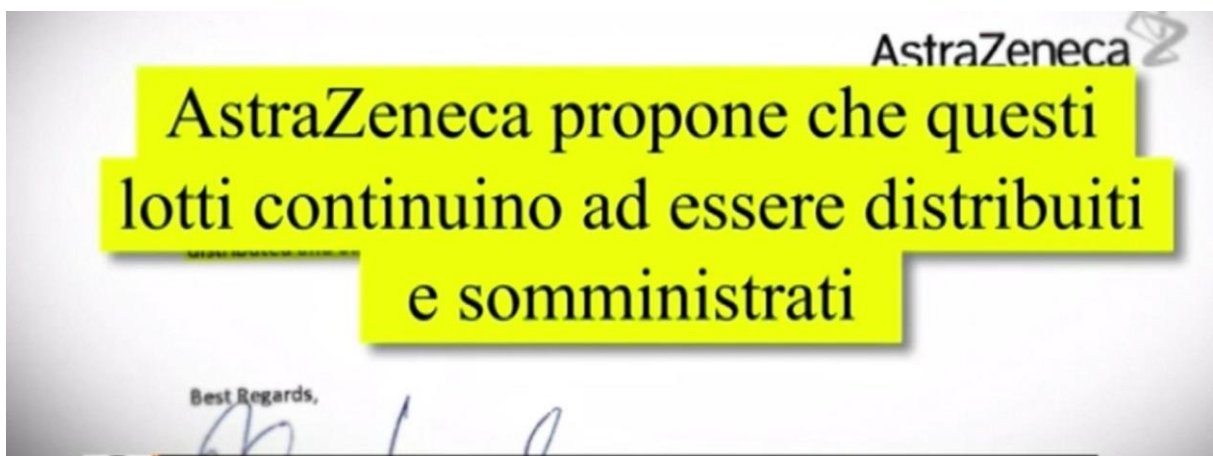 AstraZeneca
AstraZeneca propone che questi
lotti continuino ad essere distribuiti
e somministrati
Best Regards,